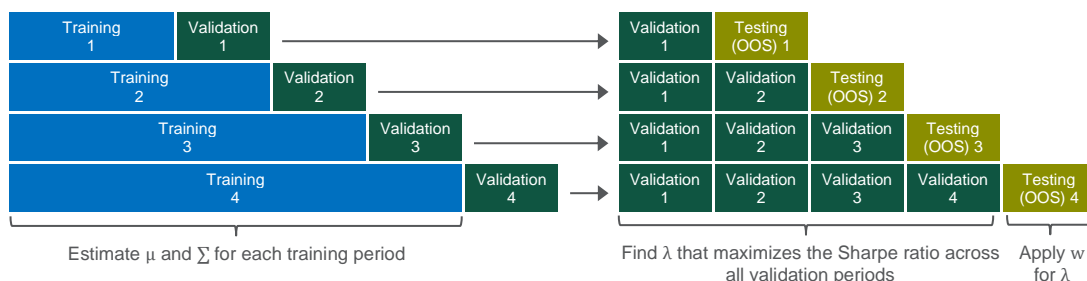 Training
1
Validation
1
Validation
1
Testing
(OOS) 1
Training
2
Validation
2
Validation
1
Validation
2
Testing
(OOS) 2
Training
3
Validation
3
Validation
1
Validation
2
Validation
3
Testing
(OOS) 3
Training
4
Validation
4
Validation
1
Validation
2
Validation
3
Validation
4
Testing
(OOS) 4
Estimate μ and ∑ for each training period
Find λ that maximizes the Sharpe ratio across
all validation periods
Apply w
for λ